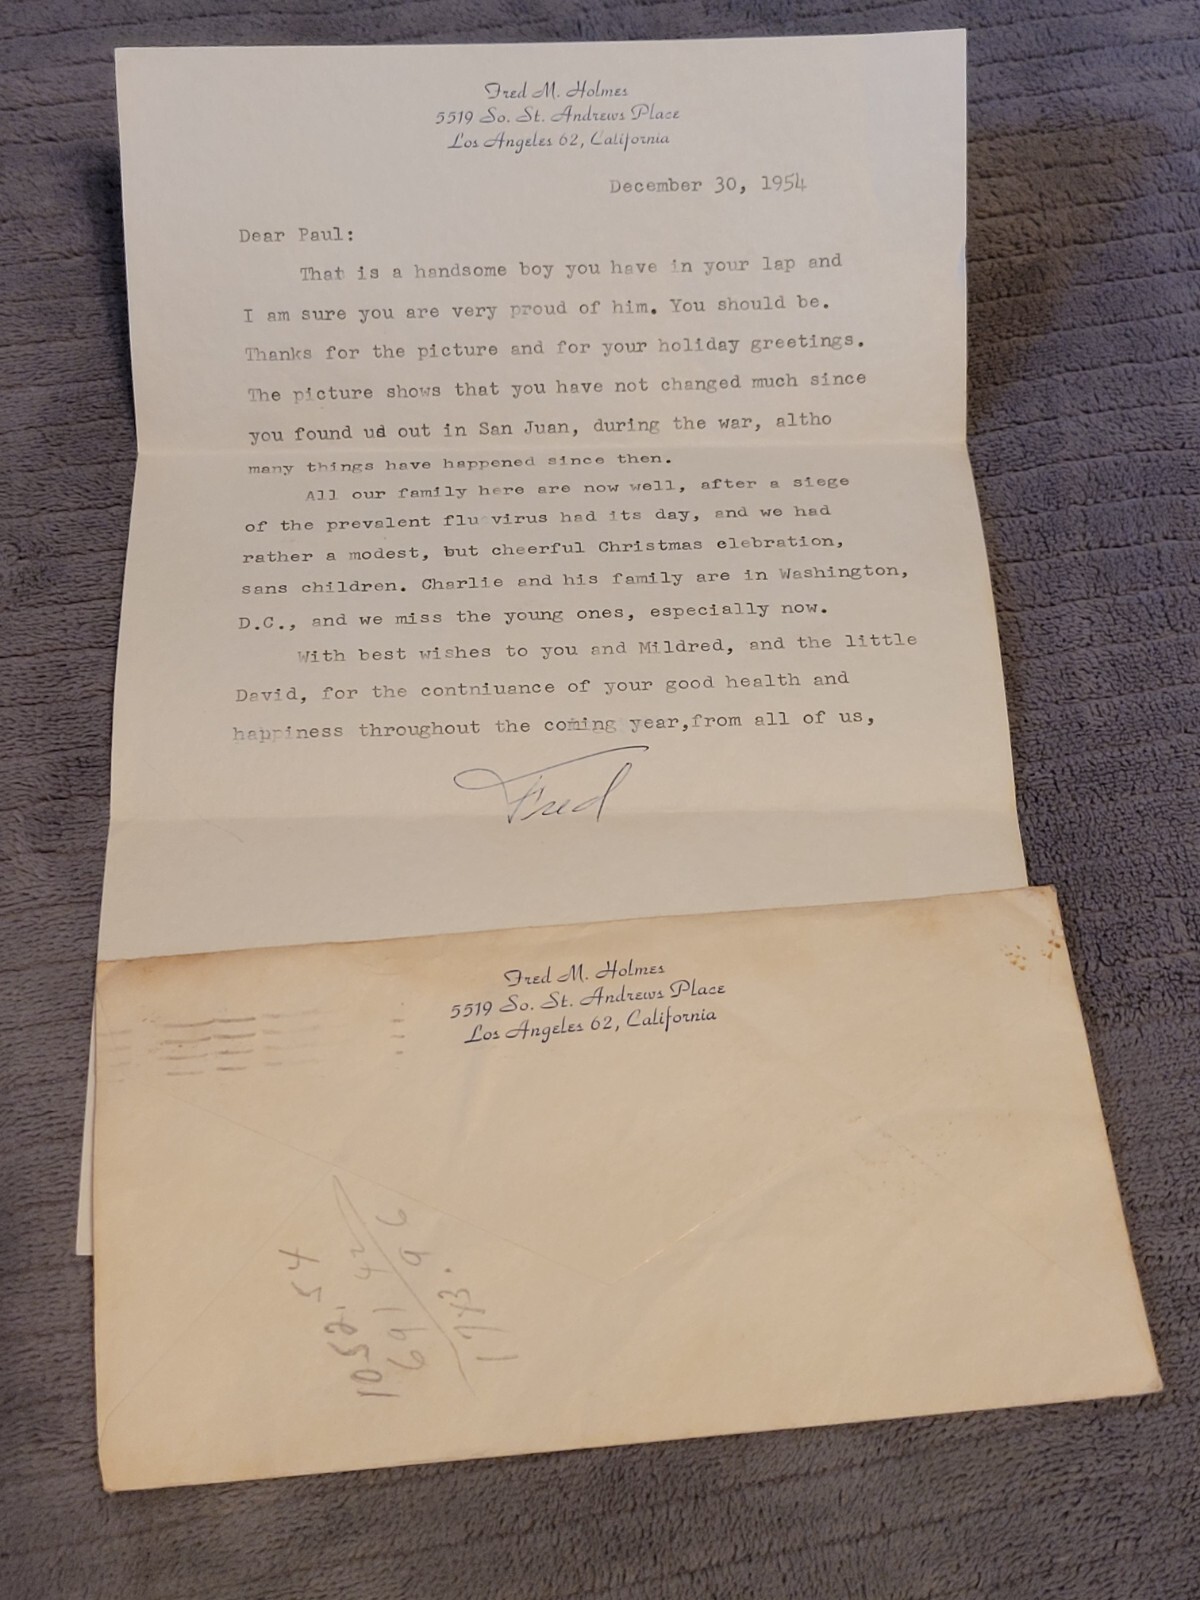 Fred M. Holmes
5519 So. St. Andrews Place
Los Angeles 62, California
December 30, 1954
Dear Paul:
That is a handsome boy you have in your lap and
I am sure you are very proud of him. You should be.
Thanks for the picture and for your holiday greetings.
The picture shows that you have not changed much since
you found ud out in San Juan, during the war, altho
many things have happened since then.
All our family here are now well, after a siege
of the prevalent flu virus had its day, and we had
rather a modest, but cheerful Christmas elebration,
sans children. Charlie and his family are in Washington,
D.C., and we miss the young ones, especially now.
With best wishes to you and Mildred, and the little
David, for the contniuance of your good health and
happiness throughout the coming year,from all of us,
Fred
Fred M. Holmes
5519 So. St. Andrews Place
Los Angeles 62, California
1052.54
691 42
1743.96